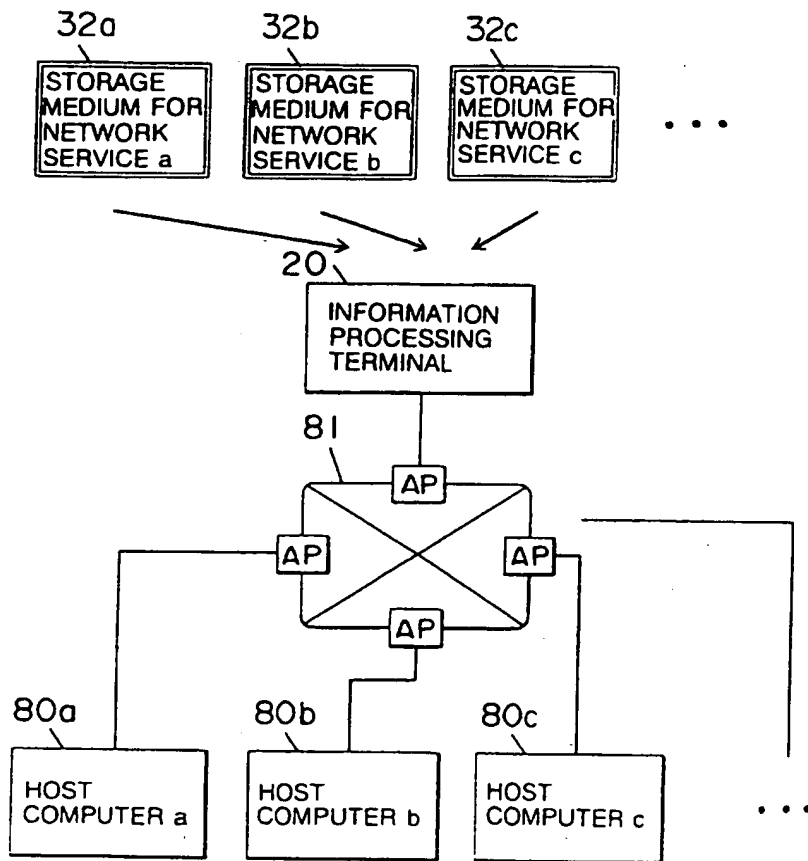 32a
32b
32c
STORAGE
MEDIUM FOR
NETWORK
SERVICE a
STORAGE
MEDIUM FOR
NETWORK
SERVICE b
STORAGE
MEDIUM FOR
NETWORK
SERVICE c
• • •
20
INFORMATION
PROCESSING
TERMINAL
81
AP
AP
AP
AP
80a
80b
80c
HOST
COMPUTER a
HOST
COMPUTER b
HOST
COMPUTER c
• • •